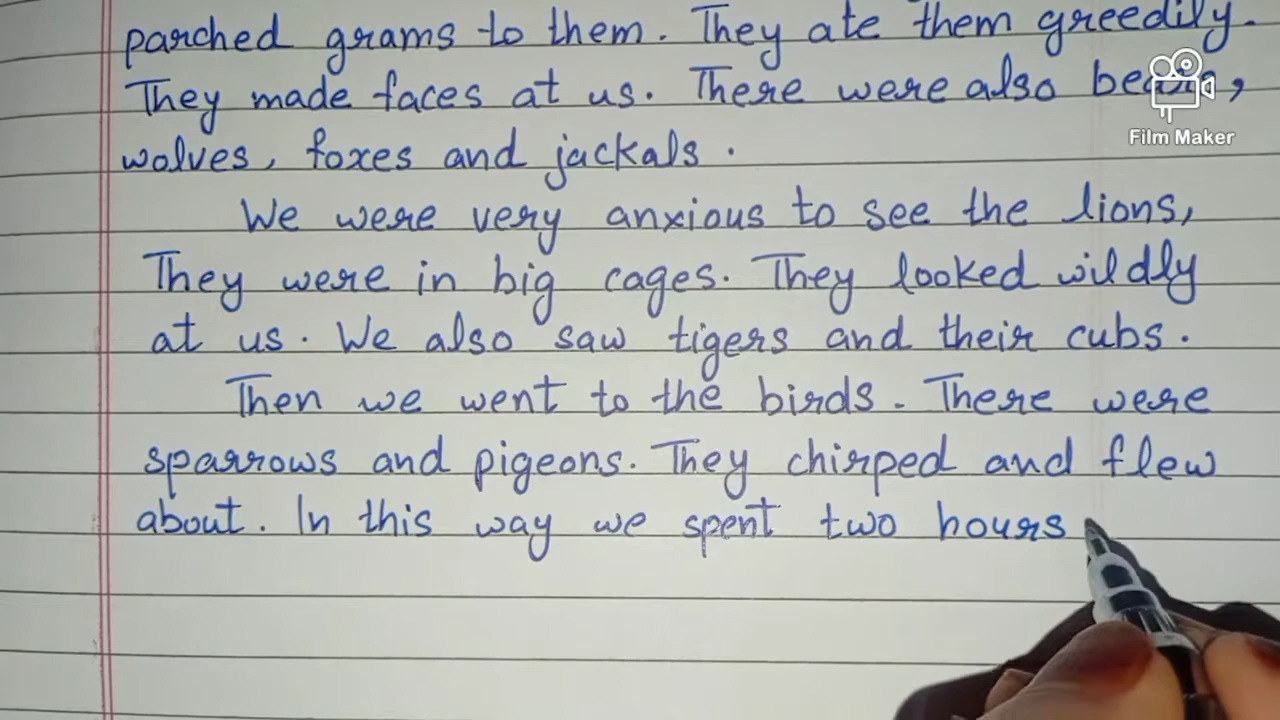 parched grams to them. They ate them greedily.
They made faces at us. There were also bears,
wolves, foxes and jackals.
We were very anxious to see the lions,
They were in big cages. They looked wildly
at us. We also saw tigers and their cubs.
Then we went to the birds. There were
sparrows and pigeons. They chirped and flew
about. In this way we spent two hours
Film Maker